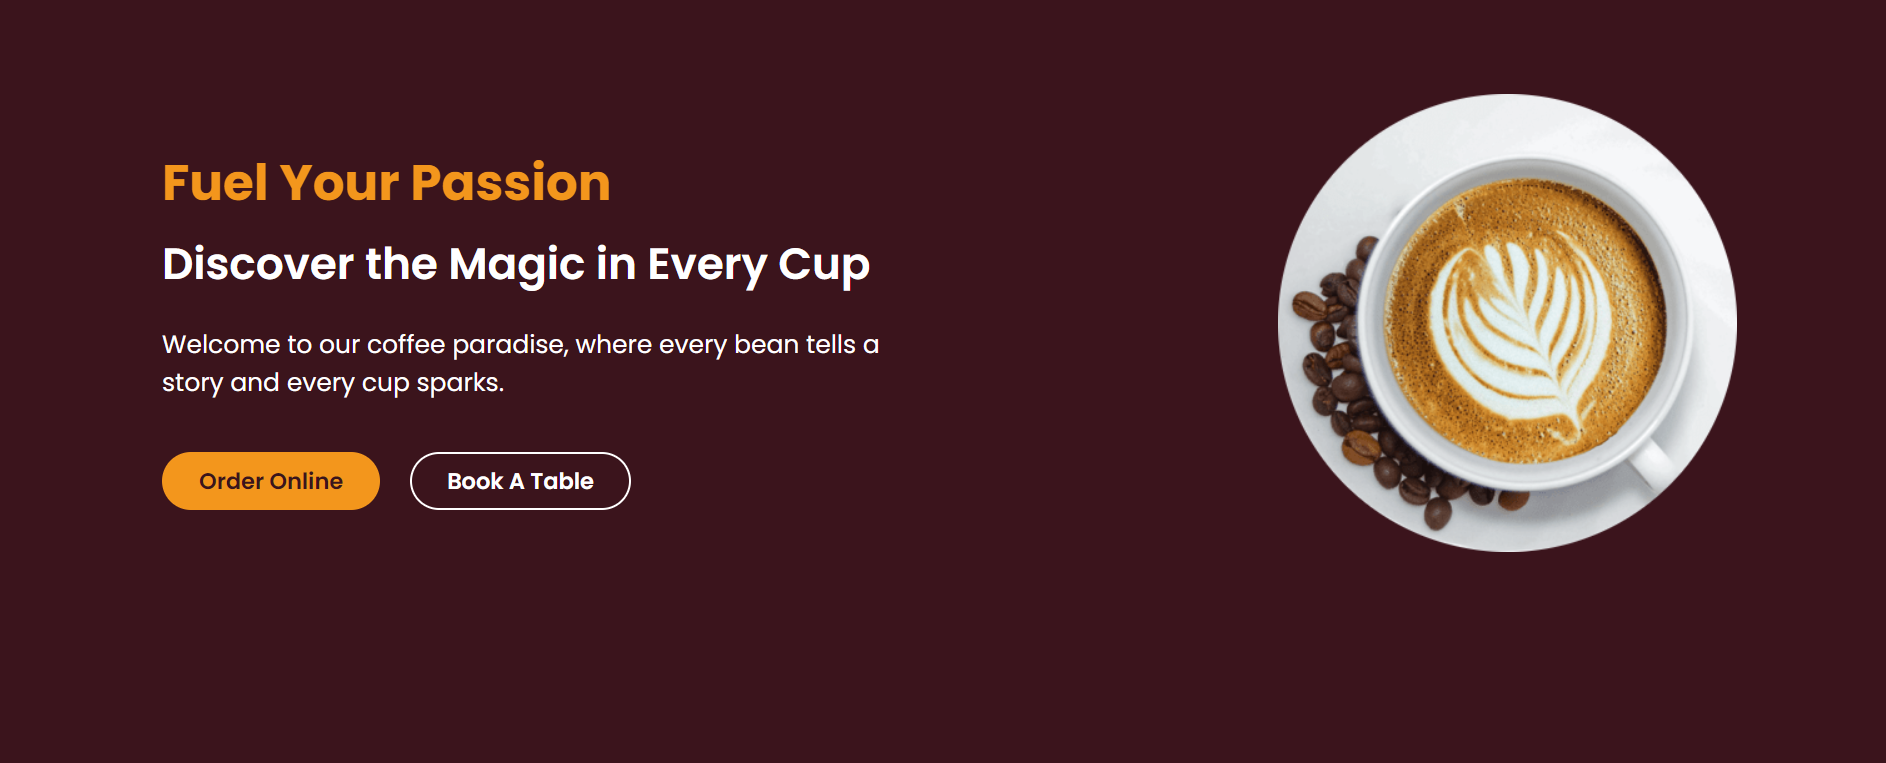 Fuel Your Passion
Discover the Magic in Every Cup
Welcome to our coffee paradise, where every bean tells a
story and every cup sparks.
Order Online
Book A Table